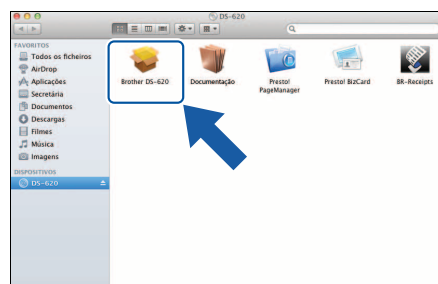 DS-620
FAVORITOS
Todos os ficheiros
AirDrop
Aplicações
Secretária
Documentos
Descargas
Filmes
Música
Imagens
DISPOSITIVOS
DS-620
Brother DS-620
Documentação
Presto!
PageManager
Presto! BizCard
BR-Receipts